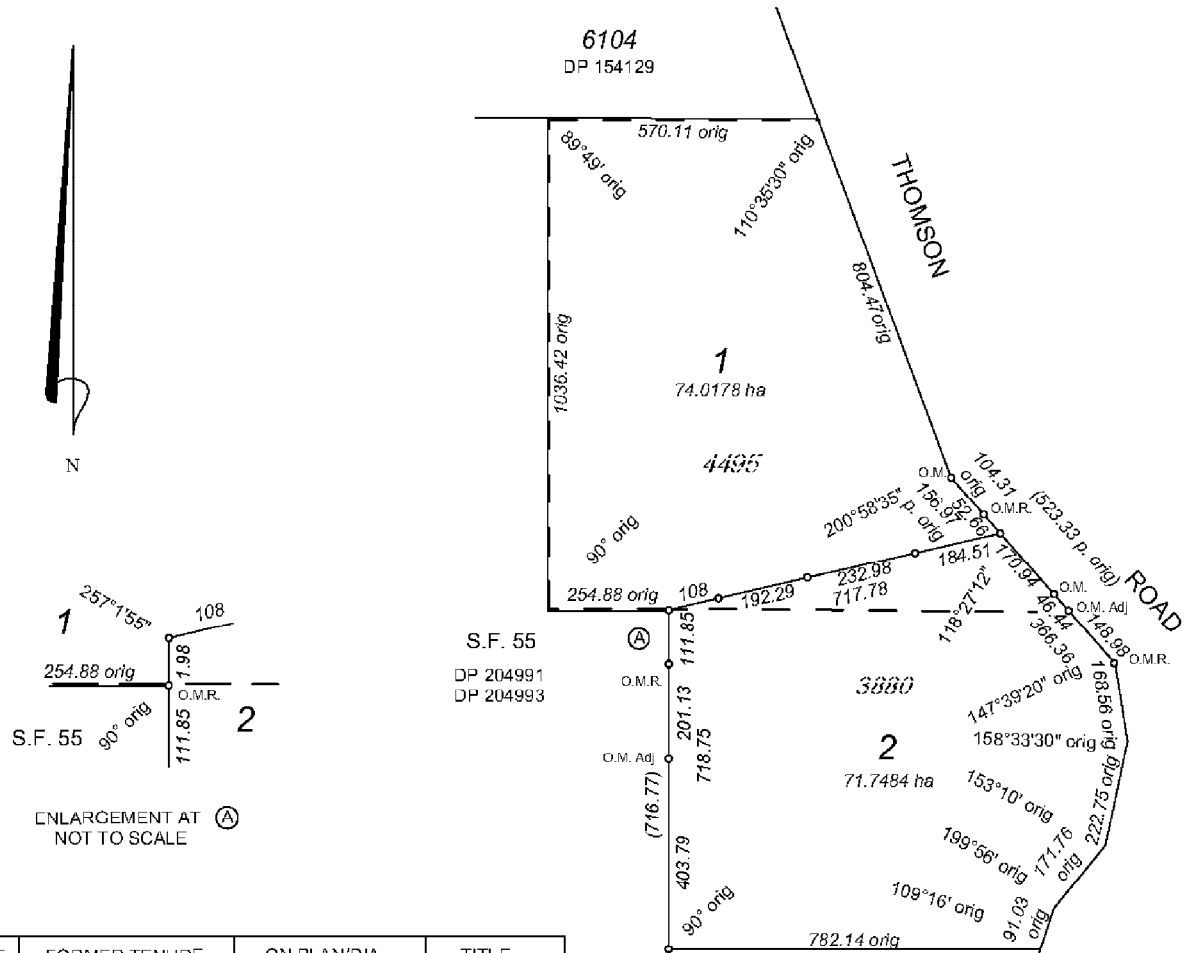 6104
DP 154129
570.11 orig
89°49' orig
110°35'30" orig
THOMSON
804.47orig
1036.42 orig
1
74.0178 ha
4495
N
O.M.
104.31
orig
(523.33 p. orig)
O.M.R.
52.66
156.97
200°58'35"
p. orig
90° orig
184.51
170.94
232.98
717.78
192.29
108
254.88 orig
118°27'12"
O.M.
ROAD
46.44
O.M. Adj
366.36
148.98
O.M.R.
257°1'55"
108
1
1.98
254.88 orig
O.M.R.
90° orig
2
S.F. 55
111.85
ENLARGEMENT AT A
NOT TO SCALE
S.F. 55
DP 204991
DP 204993
A
111.85
O.M.R.
201.13
718.75
O.M. Adj
(716.77)
403.79
90° orig
3880
2
71.7484 ha
168.56 orig
147°39'20" orig
158°33'30" orig
222.75 orig
153°10' orig
171.76
orig
199°56' orig
109°16' orig
91.03
orig
782.14 orig
FORMER TENURE
ON PLAN/DIA
TITLE